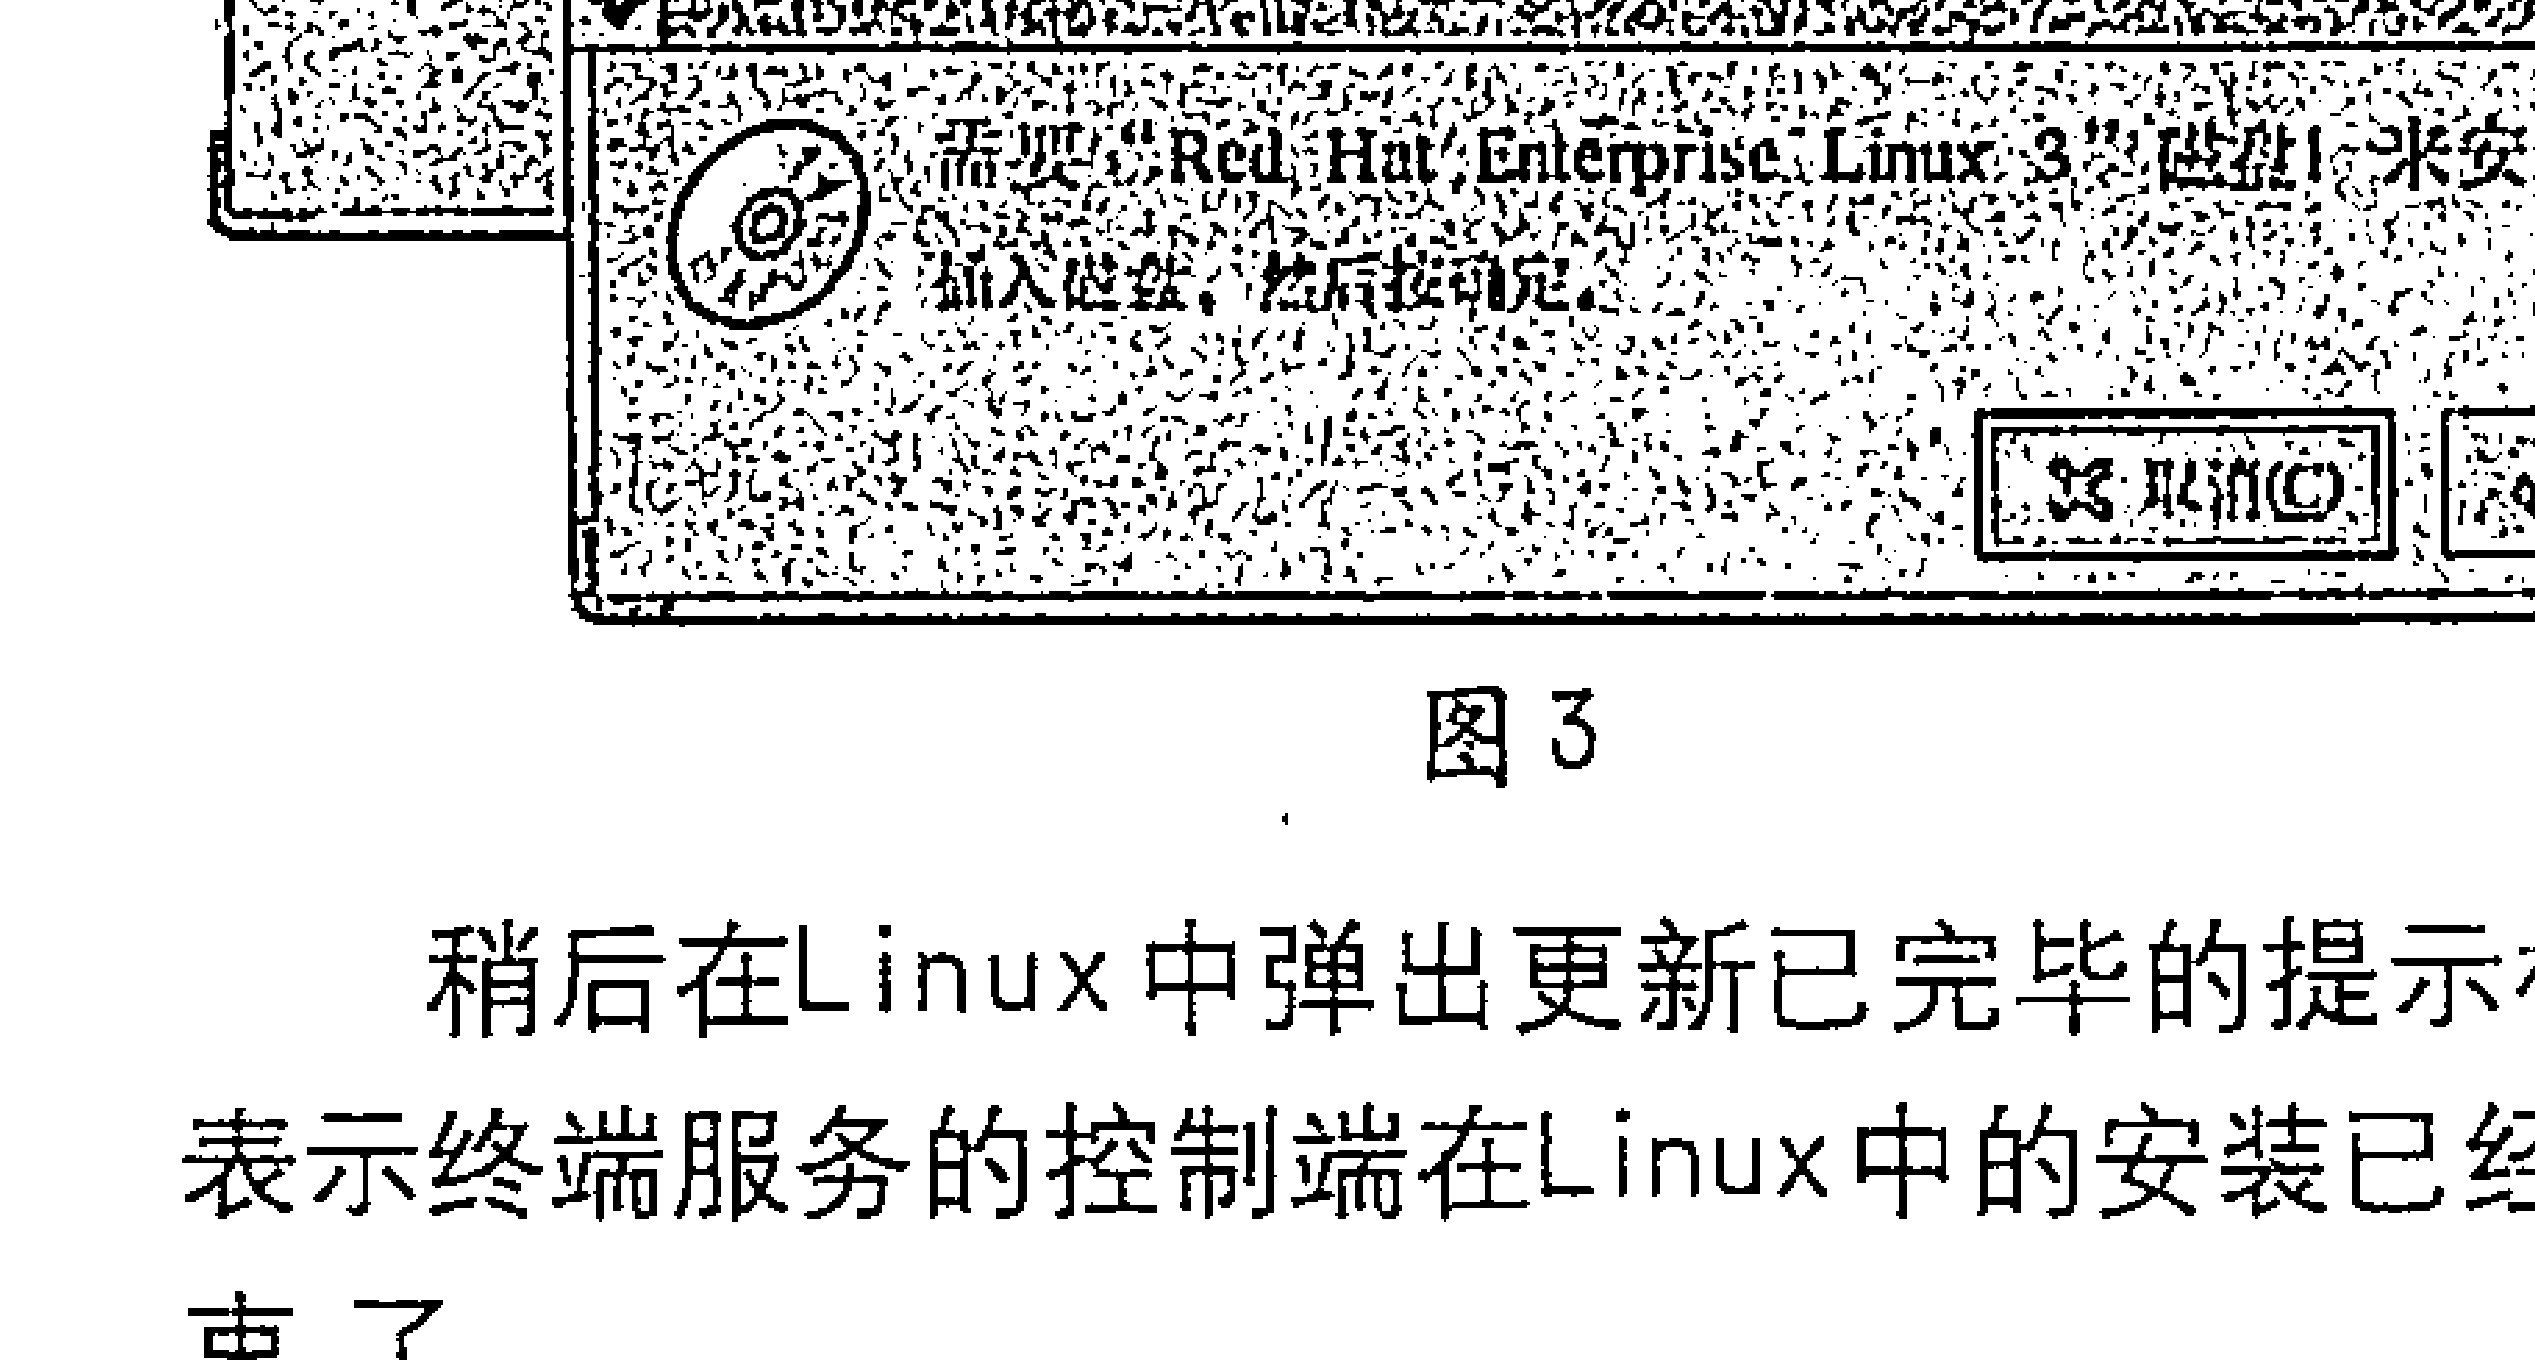 需要 "Red Hat Enterprise Linux 3" 磁盘 1 来安
插入磁盘，然后按确定。
取消(C)
图 3
稍后在Linux 中弹出更新已完毕的提示
表示终端服务的控制端在Linux中的安装已经
束了